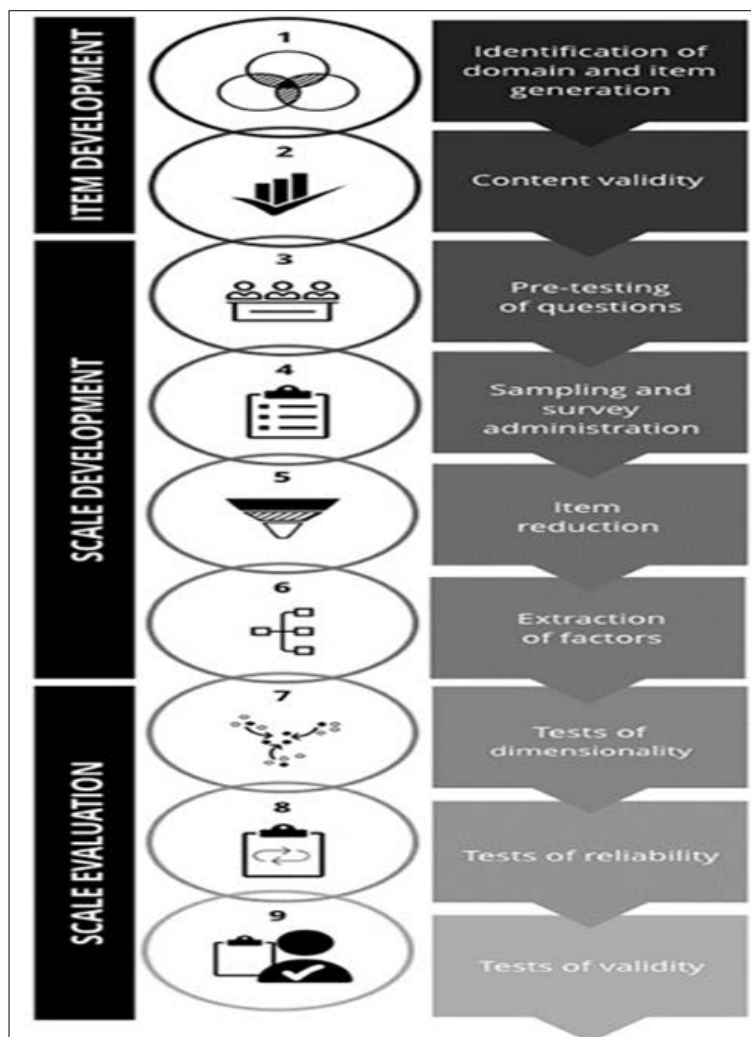 ITEM DEVELOPMENT
1
Identification of
domain and item
generation
2
Content validity
SCALE DEVELOPMENT
3
Pre-testing
of questions
4
Sampling and
survey
administration
5
Item
reduction
6
Extraction
of factors
SCALE EVALUATION
7
Tests of
dimensionality
8
Tests of reliability
9
Tests of validity